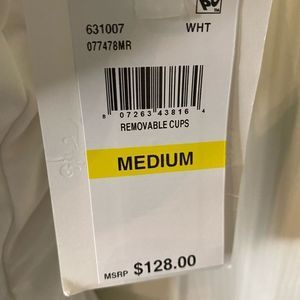 631007 WHT
077478MR
8 07263 43816 4
REMOVABLE CUPS
MEDIUM
MSRP $128.00